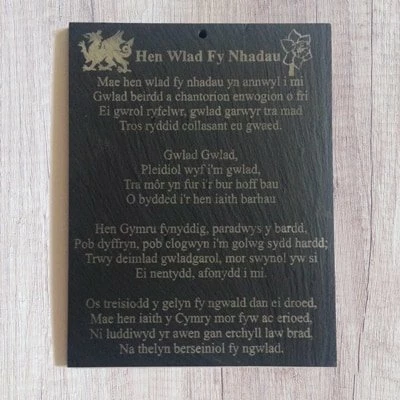 Hen Wlad Fy Nhadau
Mae hen wlad fy nhadau yn annwyl i mi
Gwlad beirdd a chantorion enwogion o fri
Ei gwrol ryfelwr, gwlad garwyr tra mad
Tros ryddid collasant eu gwaed.
Gwlad Gwlad,
Pleidiol wyf i'm gwlad,
Tra môr yn fur i'r bur hoff bau
O bydded i'r hen iaith barhau
Hen Gymru fynyddig, paradwys y bardd,
Pob dyffryn, pob clogwyn i'm golwg sydd hardd;
Trwy deimlad gwladgarol, mor swynol yw si
Ei nentydd, afonydd i mi.
Os treisiodd y gelyn fy ngwald dan ei droed,
Mae hen iaith y Cymry mor fyw ac erioed,
Ni luddiwyd yr awen gan erchyll law brad,
Na thelyn berseiniol fy ngwlad.